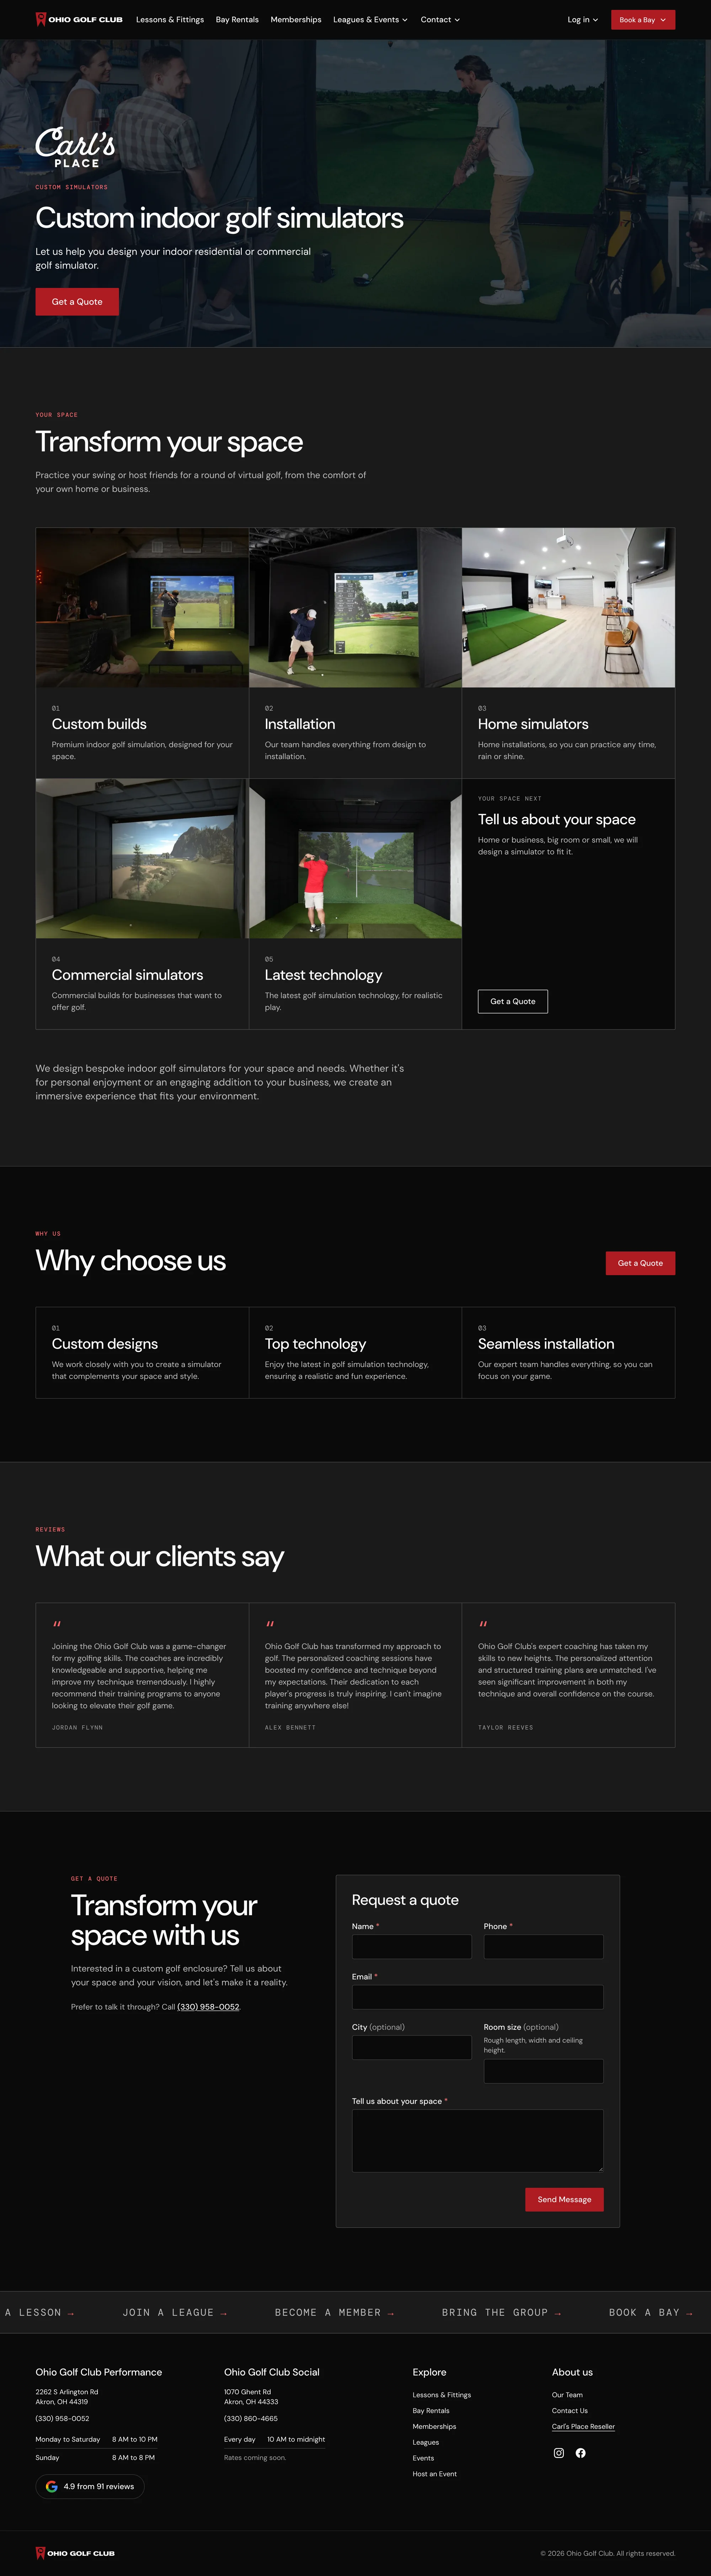 OHIO GOLF CLUB
Lessons & Fittings
Bay Rentals
Memberships
Leagues & Events
Contact
Log in
Book a Bay
Carl's
PLACE
CUSTOM SIMULATORS
Custom indoor golf simulators
Let us help you design your indoor residential or commercial
golf simulator.
Get a Quote
YOUR SPACE
Transform your space
Practice your swing or host friends for a round of virtual golf, from the comfort of
your own home or business.
01
Custom builds
Premium indoor golf simulation, designed for your
space.
02
Installation
Our team handles everything from design to
installation.
03
Home simulators
Home installations, so you can practice any time,
rain or shine.
04
Commercial simulators
Commercial builds for businesses that want to
offer golf.
05
Latest technology
The latest golf simulation technology, for realistic
play.
YOUR SPACE NEXT
Tell us about your space
Home or business, big room or small, we will
design a simulator to fit it.
Get a Quote
We design bespoke indoor golf simulators for your space and needs. Whether it's
for personal enjoyment or an engaging addition to your business, we create an
immersive experience that fits your environment.
WHY US
Why choose us
Get a Quote
01
Custom designs
We work closely with you to create a simulator
that complements your space and style.
02
Top technology
Enjoy the latest in golf simulation technology,
ensuring a realistic and fun experience.
03
Seamless installation
Our expert team handles everything, so you can
focus on your game.
REVIEWS
What our clients say
“
Joining the Ohio Golf Club was a game-changer
for my golfing skills. The coaches are incredibly
knowledgeable and supportive, helping me
improve my technique tremendously. I highly
recommend their training programs to anyone
looking to elevate their golf game.
JORDAN FLYNN
“
Ohio Golf Club has transformed my approach to
golf. The personalized coaching sessions have
boosted my confidence and technique beyond
my expectations. Their dedication to each
player's progress is truly inspiring. I can't imagine
training anywhere else!
ALEX BENNETT
“
Ohio Golf Club's expert coaching has taken my
skills to new heights. The personalized attention
and structured training plans are unmatched. I've
seen significant improvement in both my
technique and overall confidence on the course.
TAYLOR REEVES
GET A QUOTE
Transform your
space with us
Interested in a custom golf enclosure? Tell us about
your space and your vision, and let's make it a reality.
Prefer to talk it through? Call (330) 958-0052.
Request a quote
Name *
Phone *
Email *
City (optional)
Room size (optional)
Rough length, width and ceiling
height.
Tell us about your space *
Send Message
A LESSON →
JOIN A LEAGUE →
BECOME A MEMBER →
BRING THE GROUP →
BOOK A BAY →
Ohio Golf Club Performance
2262 S Arlington Rd
Akron, OH 44319
(330) 958-0052
Monday to Saturday 8 AM to 10 PM
Sunday 8 AM to 8 PM
4.9 from 91 reviews
Ohio Golf Club Social
1070 Ghent Rd
Akron, OH 44333
(330) 860-4665
Every day 10 AM to midnight
Rates coming soon.
Explore
Lessons & Fittings
Bay Rentals
Memberships
Leagues
Events
Host an Event
About us
Our Team
Contact Us
Carl's Place Reseller
OHIO GOLF CLUB
© 2026 Ohio Golf Club. All rights reserved.